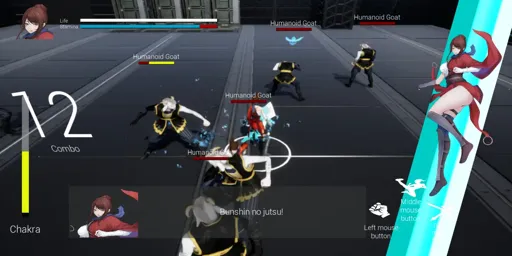 Life
Stamina
Humanoid Goat
Humanoid Goat
Humanoid Goat
Humanoid Goat
Humanoid Goat
12
Combo
Chakra
Bunshin no jutsu!
Left mouse
button
Middle
mouse
button